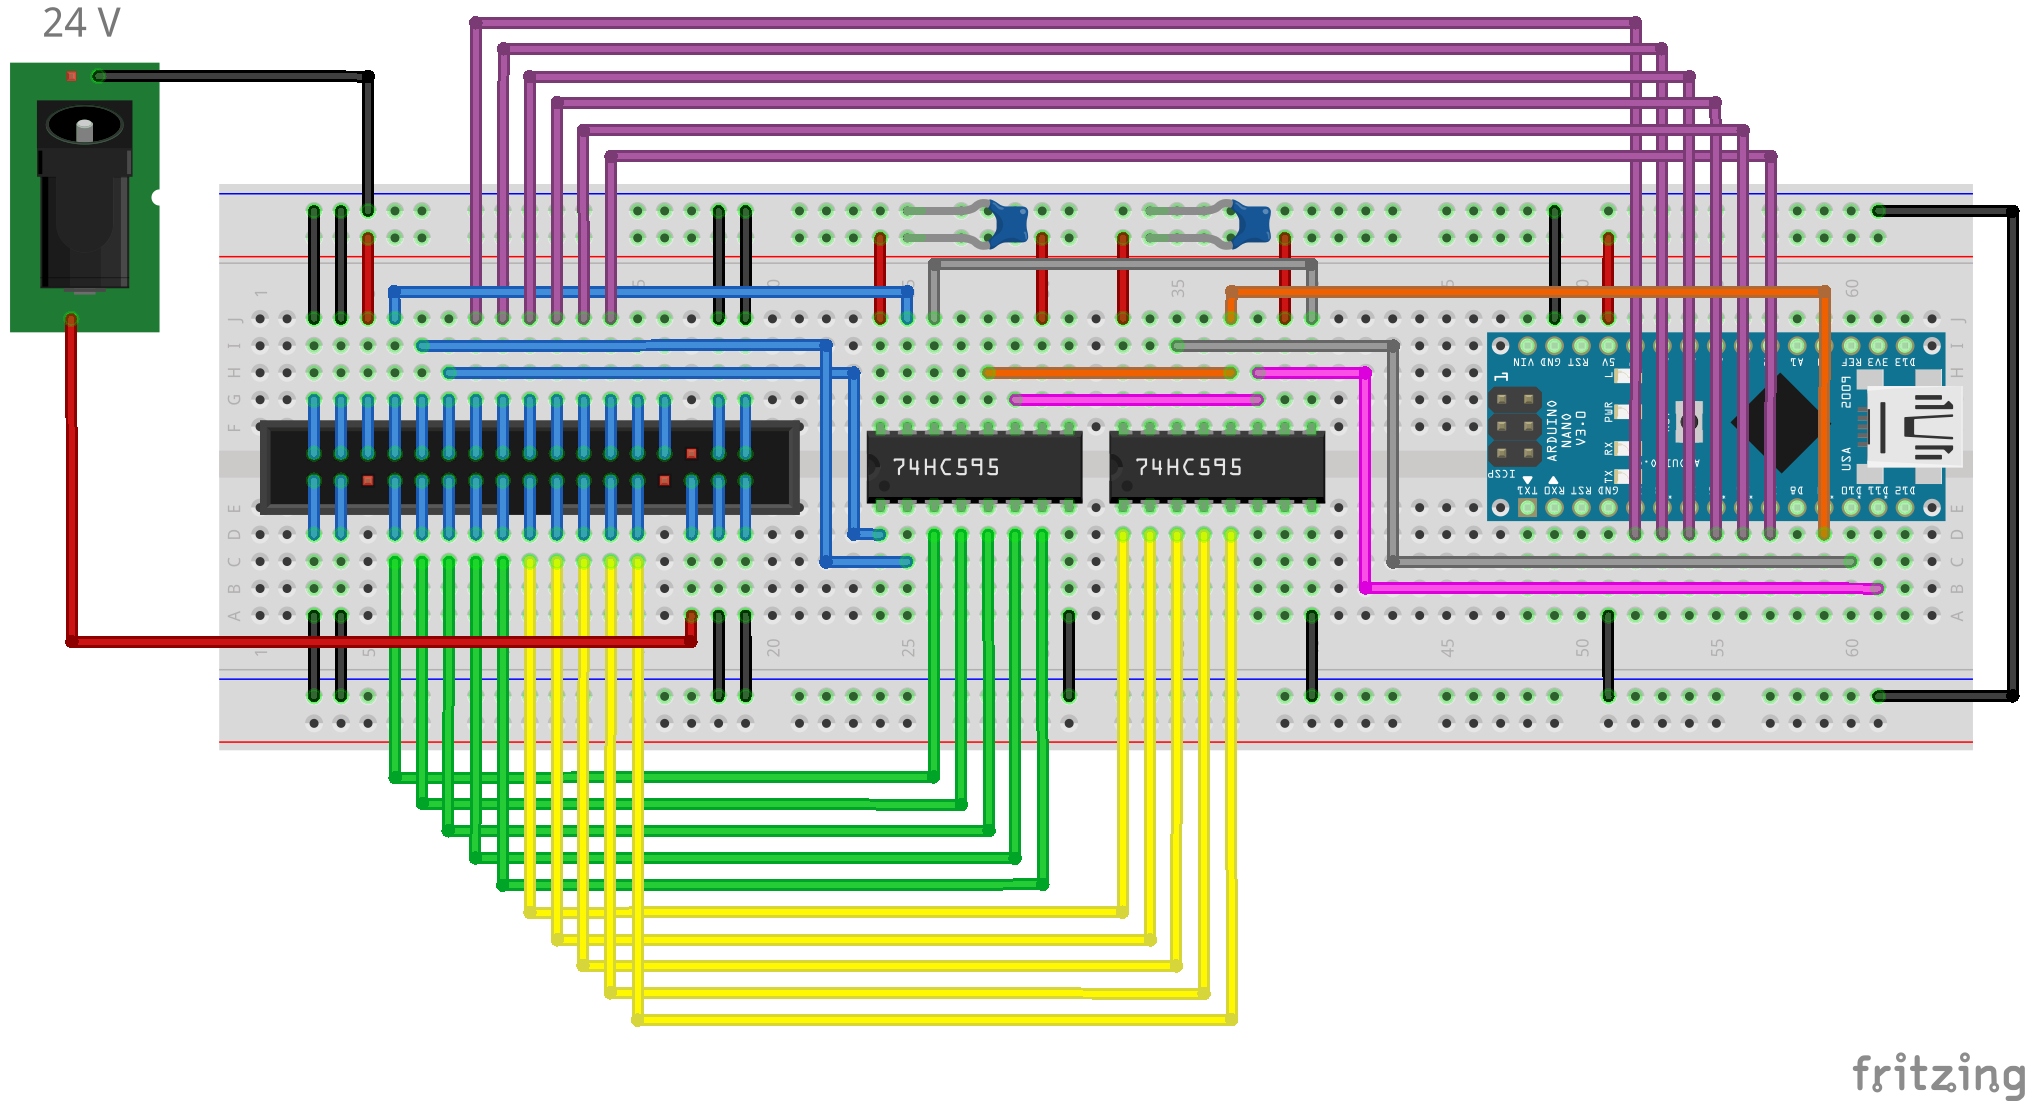 24 V
1
35
60
J
J
I
I
H
H
G
G
F
F
VIN GND RST 5V
A1
REF 3V3 D13
L
PWR
RX
TX
ARDUINO
NANO
V3.0
ICSP
USA
TX1 RX0 RST GND
D8
D10 D11 D12
74HC595
74HC595
E
E
D
D
C
C
B
B
A
A
1
5
20
25
45
50
55
60
fritzing